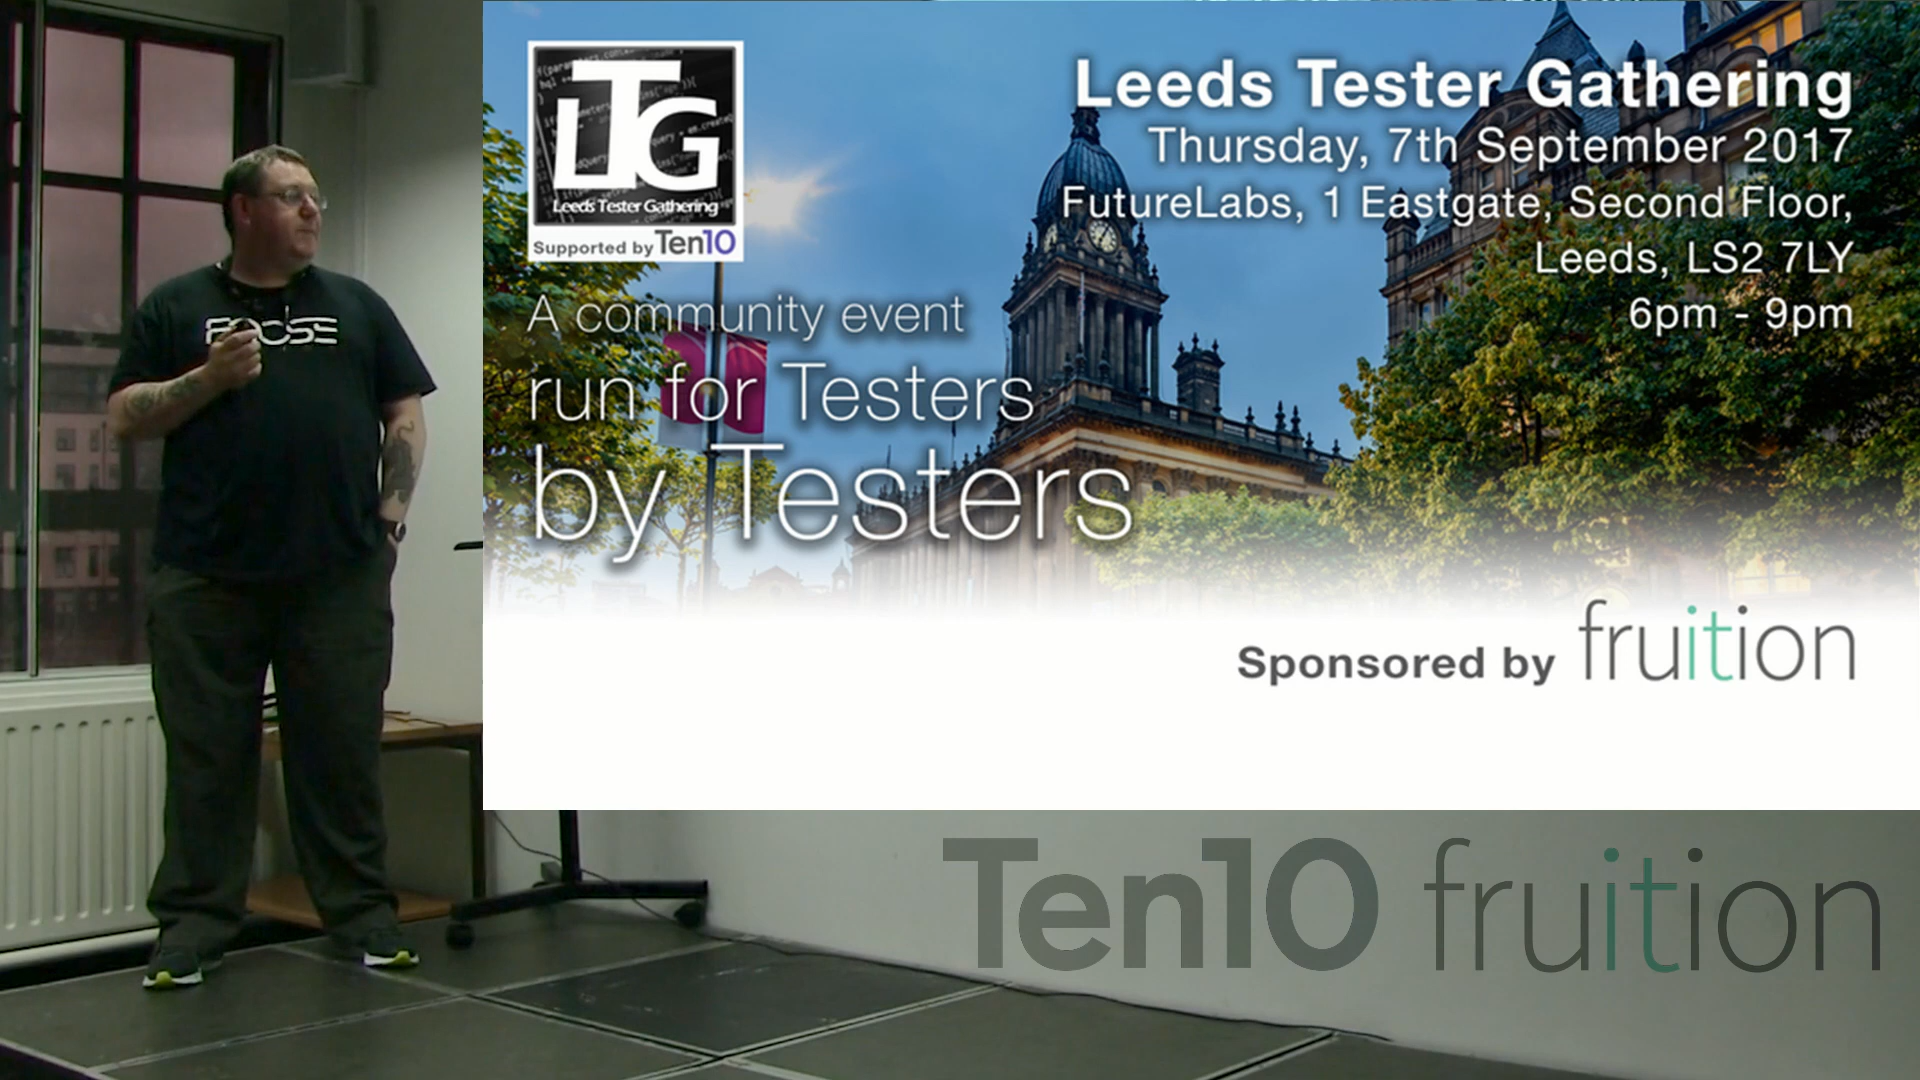 LTG
Leeds Tester Gathering
Supported by Ten10
Leeds Tester Gathering
Thursday, 7th September 2017
FutureLabs, 1 Eastgate, Second Floor,
Leeds, LS2 7LY
6pm - 9pm
A community event
run for Testers
by Testers
Sponsored by fruition
Ten10 fruition